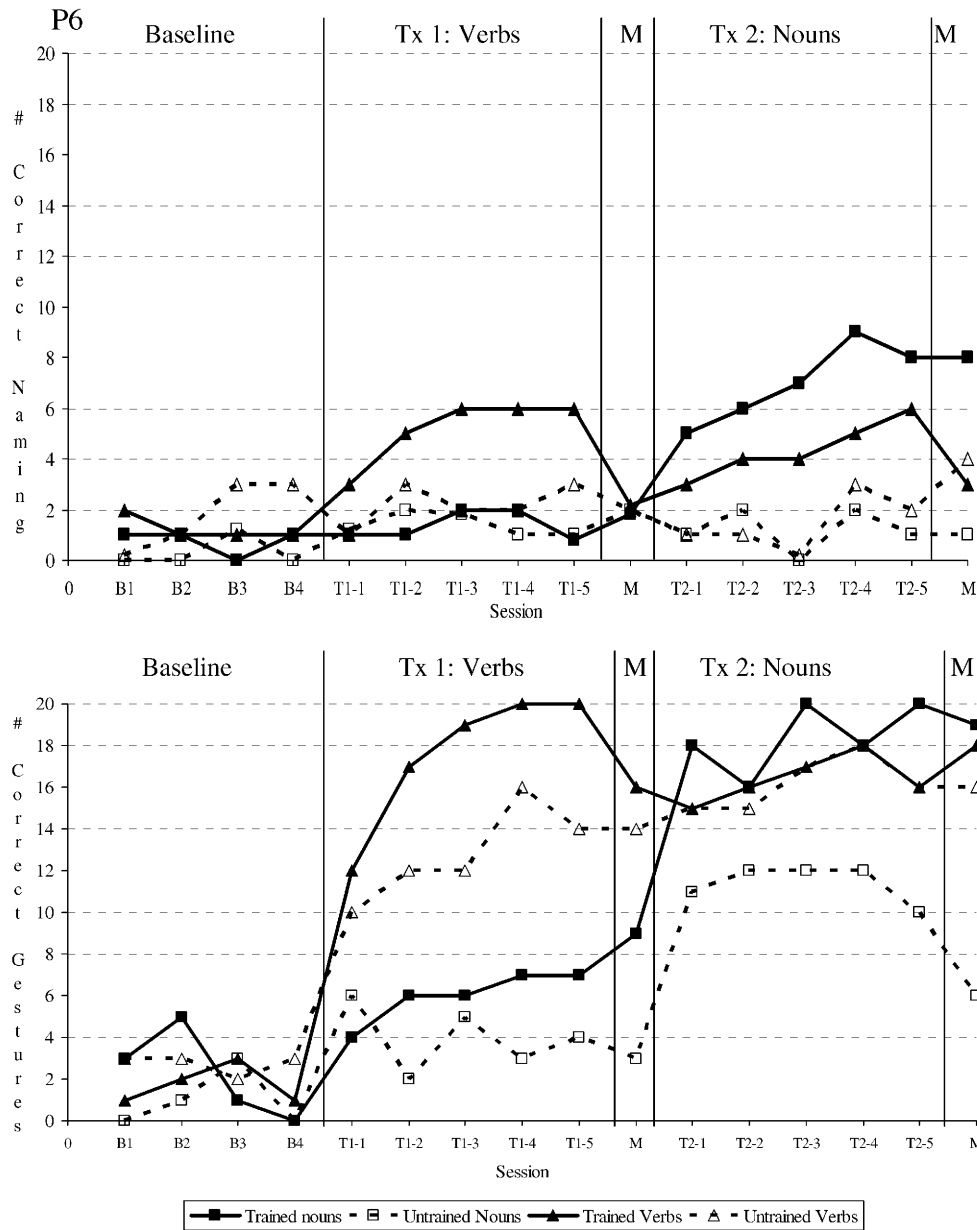 P6
Baseline Tx 1: Verbs M Tx 2: Nouns M
# Correct Naming
20
18
16
14
12
10
8
6
4
2
0
0 B1 B2 B3 B4 T1-1 T1-2 T1-3 T1-4 T1-5 M T2-1 T2-2 T2-3 T2-4 T2-5 M
Session
Baseline Tx 1: Verbs M Tx 2: Nouns M
# Correct Gestures
20
18
16
14
12
10
8
6
4
2
0
0 B1 B2 B3 B4 T1-1 T1-2 T1-3 T1-4 T1-5 M T2-1 T2-2 T2-3 T2-4 T2-5 M
Session
Trained nouns Untrained Nouns Trained Verbs Untrained Verbs